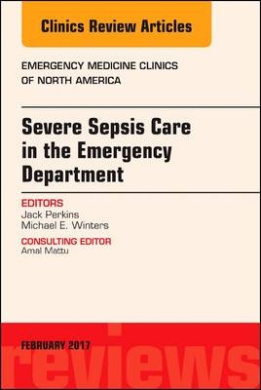 Clinics Review Articles
EMERGENCY MEDICINE CLINICS
OF NORTH AMERICA
Severe Sepsis Care
in the Emergency
Department
EDITORS
Jack Perkins
Michael E. Winters
CONSULTING EDITOR
Amal Mattu
FEBRUARY 2017
reviews